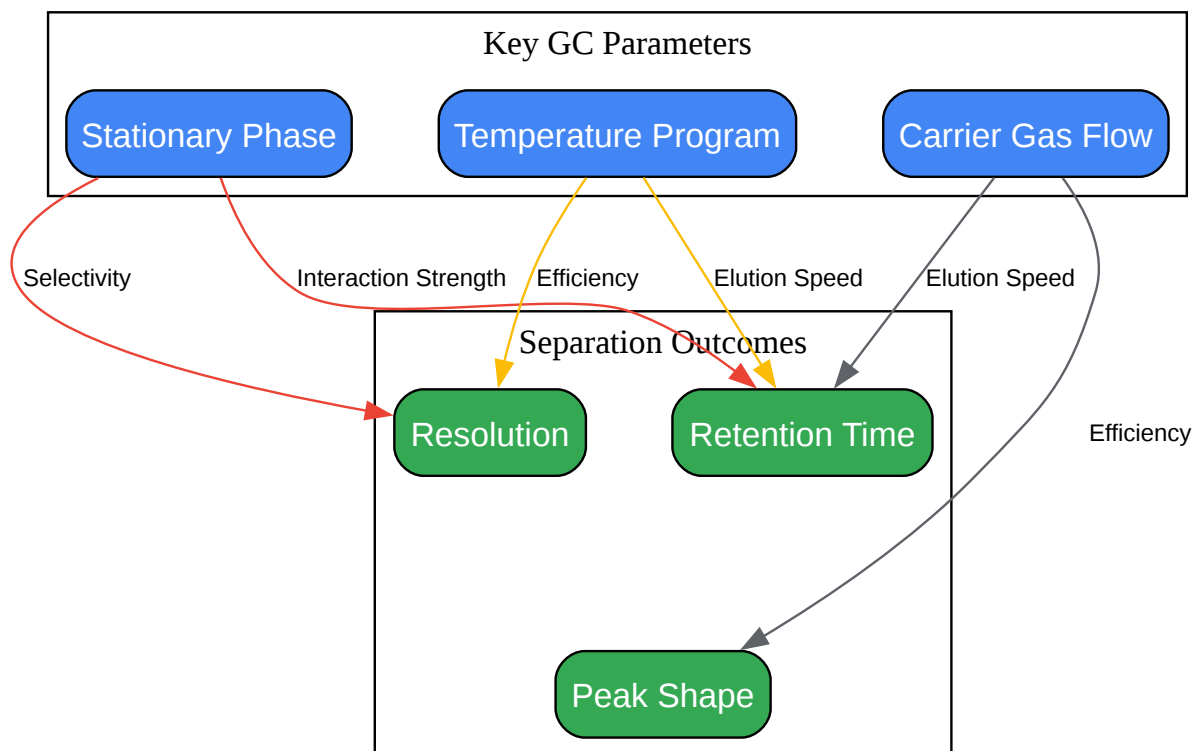 Key GC Parameters
Stationary Phase
Temperature Program
Carrier Gas Flow
Selectivity
Interaction Strength
Efficiency
Elution Speed
Elution Speed
Separation Outcomes
Resolution
Retention Time
Efficiency
Peak Shape